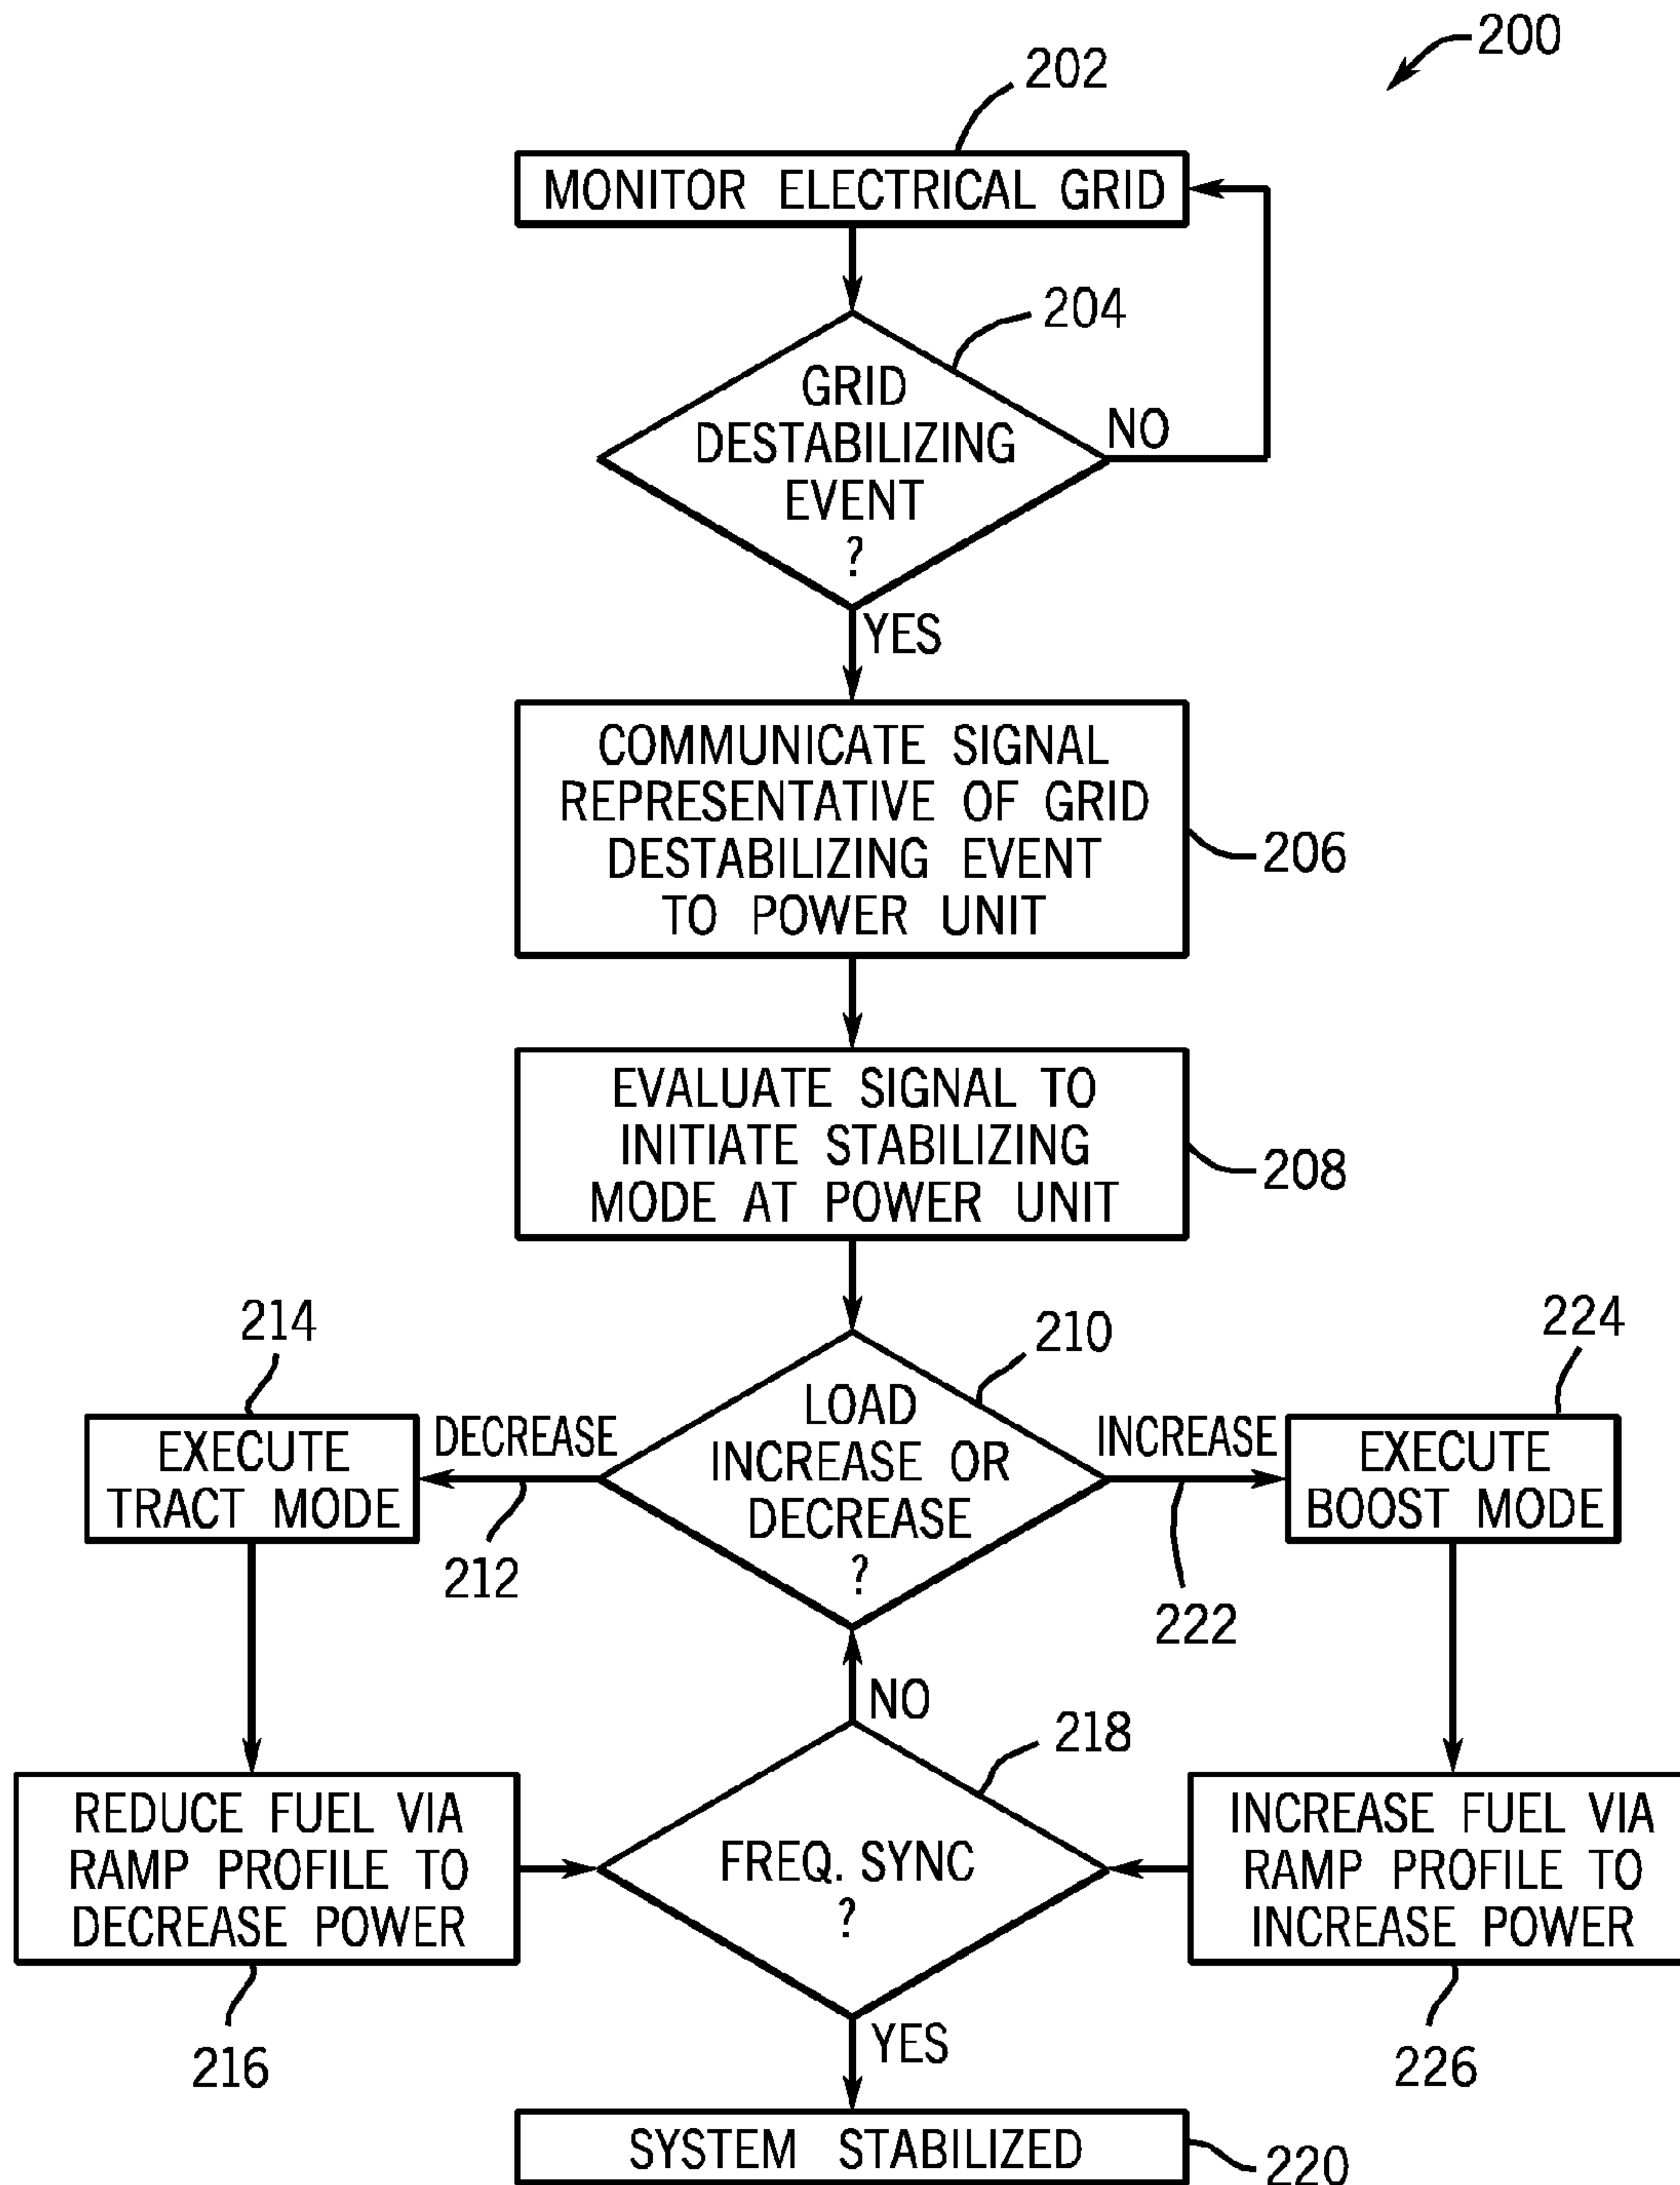 200
202
MONITOR ELECTRICAL GRID
204
GRID
DESTABILIZING
EVENT
?
NO
YES
COMMUNICATE SIGNAL
REPRESENTATIVE OF GRID
DESTABILIZING EVENT
TO POWER UNIT
206
EVALUATE SIGNAL TO
INITIATE STABILIZING
MODE AT POWER UNIT
208
214
210
224
EXECUTE
TRACT MODE
DECREASE
212
LOAD
INCREASE OR
DECREASE
?
INCREASE
222
EXECUTE
BOOST MODE
NO
218
REDUCE FUEL VIA
RAMP PROFILE TO
DECREASE POWER
216
FREQ. SYNC
?
INCREASE FUEL VIA
RAMP PROFILE TO
INCREASE POWER
226
YES
SYSTEM STABILIZED
220